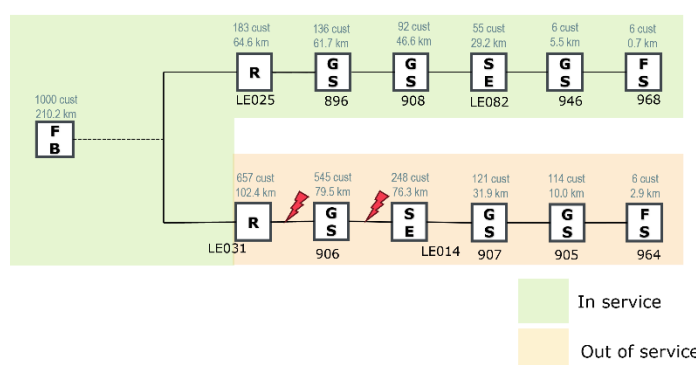 183 cust
64.6 km
136 cust
61.7 km
92 cust
46.6 km
55 cust
29.2 km
6 cust
5.5 km
6 cust
0.7 km
R
G
S
G
S
S
E
G
S
F
S
LE025
896
908
LE082
946
968
1000 cust
210.2 km
F
B
657 cust
102.4 km
545 cust
79.5 km
248 cust
76.3 km
121 cust
31.9 km
114 cust
10,0 km
6 cust
2.9 km
R
G
S
S
E
G
S
G
S
F
S
LE031
906
LE014
907
905
964
In service
Out of service